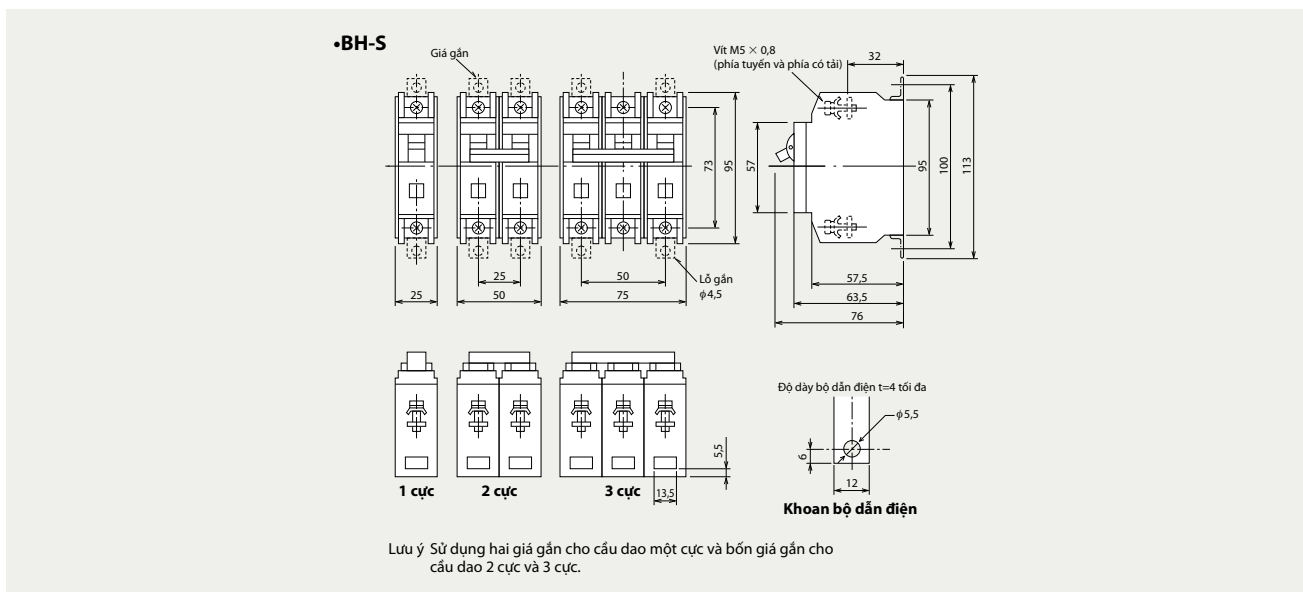 •BH-S
Giá gắn
Vít M5 × 0,8
(phía tuyến và phía có tải)
32
73
95
57
95
100
113
25
50
25
50
75
Lỗ gắn
φ4,5
57,5
63,5
76
Độ dày bộ dẫn điện t=4 tối đa
φ5,5
5,5
6
13,5
12
1 cực
2 cực
3 cực
Khoan bộ dẫn điện
Lưu ý Sử dụng hai giá gắn cho cầu dao một cực và bốn giá gắn cho
cầu dao 2 cực và 3 cực.